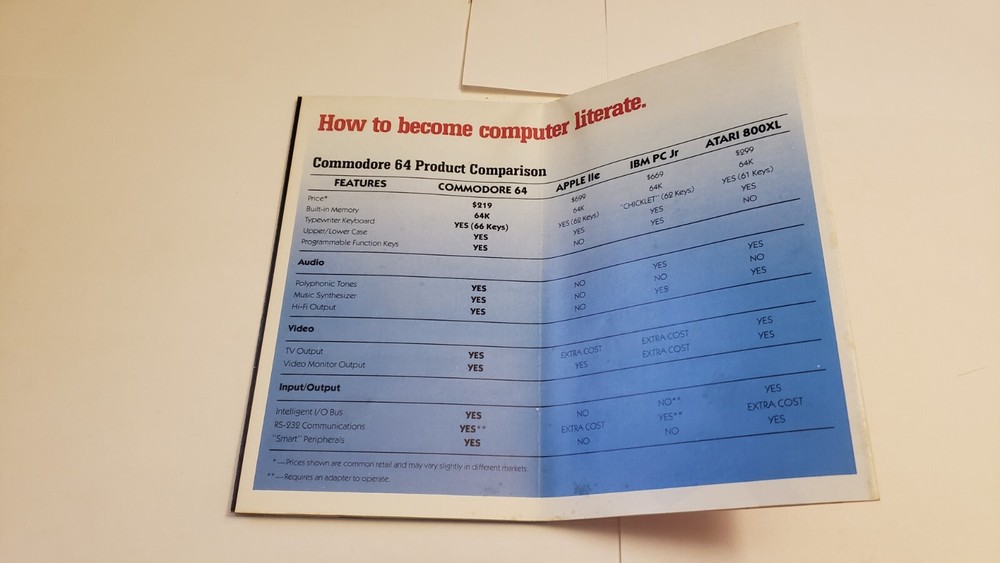 How to become computer literate.
Commodore 64 Product Comparison
FEATURES COMMODORE 64 APPLE IIe IBM PC Jr ATARI 800XL
Price* $219 $699 $669 $299
Built-in Memory 64K 64K 64K 64K
Typewriter Keyboard YES (66 Keys) YES (62 Keys) "CHICKLET" (62 Keys) YES (61 Keys)
Upper/Lower Case YES YES YES YES
Programmable Function Keys YES NO YES NO
Audio
Polyphonic Tones YES NO YES YES
Music Synthesizer YES NO NO NO
Hi-Fi Output YES NO YES YES
Video
TV Output YES EXTRA COST EXTRA COST YES
Video Monitor Output YES YES EXTRA COST YES
Input/Output
Intelligent I/O Bus YES NO NO** YES
RS-232 Communications YES** EXTRA COST YES** EXTRA COST
"Smart" Peripherals YES NO NO YES
*—Prices shown are common retail and may vary slightly in different markets.
**—Requires an adapter to operate.